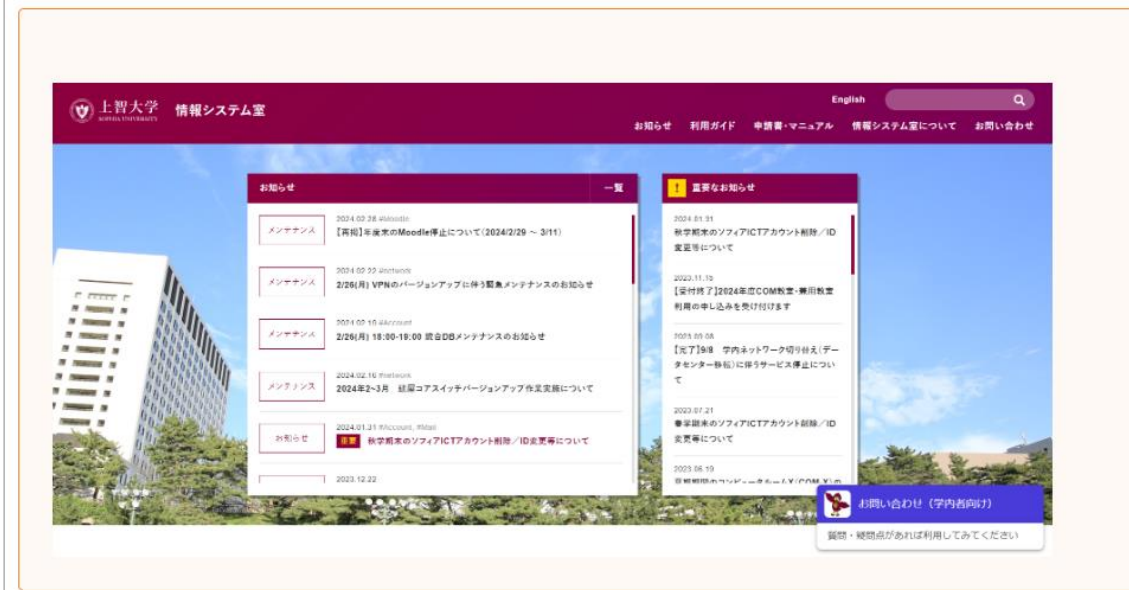 上智大学
SOPHIA UNIVERSITY
情報システム室
English
お知らせ 利用ガイド 申請書・マニュアル 情報システム室について お問い合わせ
お知らせ 一覧
メンテナンス
2024.02.28 #Moodle
【再掲】年度末のMoodle停止について(2024/2/29 ～ 3/11)
メンテナンス
2024.02.22 #network
2/26(月) VPNのバージョンアップに伴う緊急メンテナンスのお知らせ
メンテナンス
#Account
2/26(月) 18:00-19:00 統合DBメンテナンスのお知らせ
メンテナンス
2024.02.16 #network
2024年2~3月 コアスイッチバージョンアップ作業実施について
お知らせ
2024.01.31 #Account, #Mail
重要 秋学期末のソフィアICTアカウント削除／ID変更等について
2023.12.22
! 重要なお知らせ
2024.01.31
秋学期末のソフィアICTアカウント削除／ID
変更等について
2023.11.15
【受付終了】2024年度COM教室・兼用教室
利用の申し込みを受け付けます
2023.09.08
【完了】9/8 学内ネットワーク切り替え(デー
タセンター移転)に伴うサービス停止につい
て
2023.07.21
春学期末のソフィアICTアカウント削除／ID
変更等について
2023.06.19
お問い合わせ（学内者向け）
質問・疑問点があれば利用してみてください